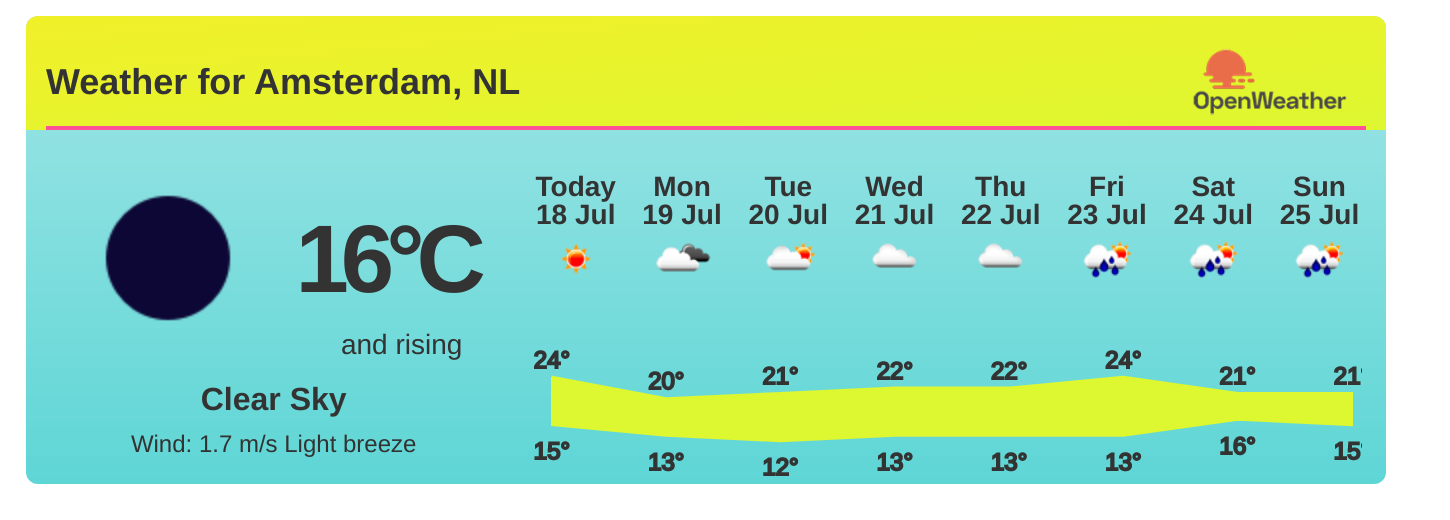 Weather for Amsterdam, NL
OpenWeather
Today Mon Tue Wed Thu Fri Sat Sun
18 Jul 19 Jul 20 Jul 21 Jul 22 Jul 23 Jul 24 Jul 25 Jul
16°C
and rising
Clear Sky
Wind: 1.7 m/s Light breeze
24° 20° 21° 22° 22° 24° 21° 21°
15° 13° 12° 13° 13° 13° 16° 15°